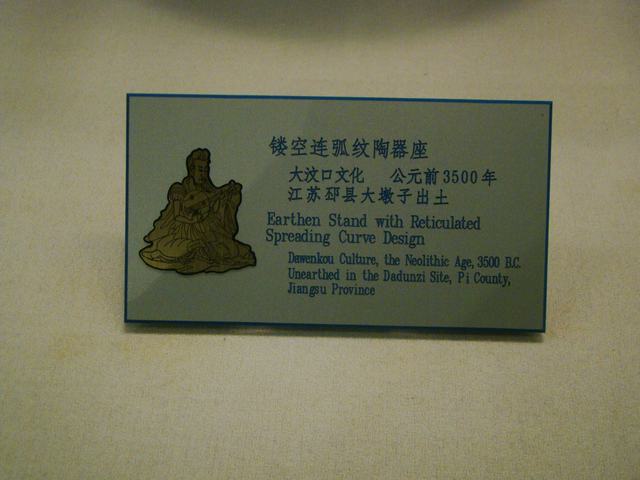 镂空连弧纹陶器座
大汶口文化 公元前3500年
江苏邳县大墩子出土
Earthen Stand with Reticulated
Spreading Curve Design
Dawenkou Culture, the Neolithic Age, 3500 B.C.
Unearthed in the Dadunzi Site, Pi County,
Jiangsu Province